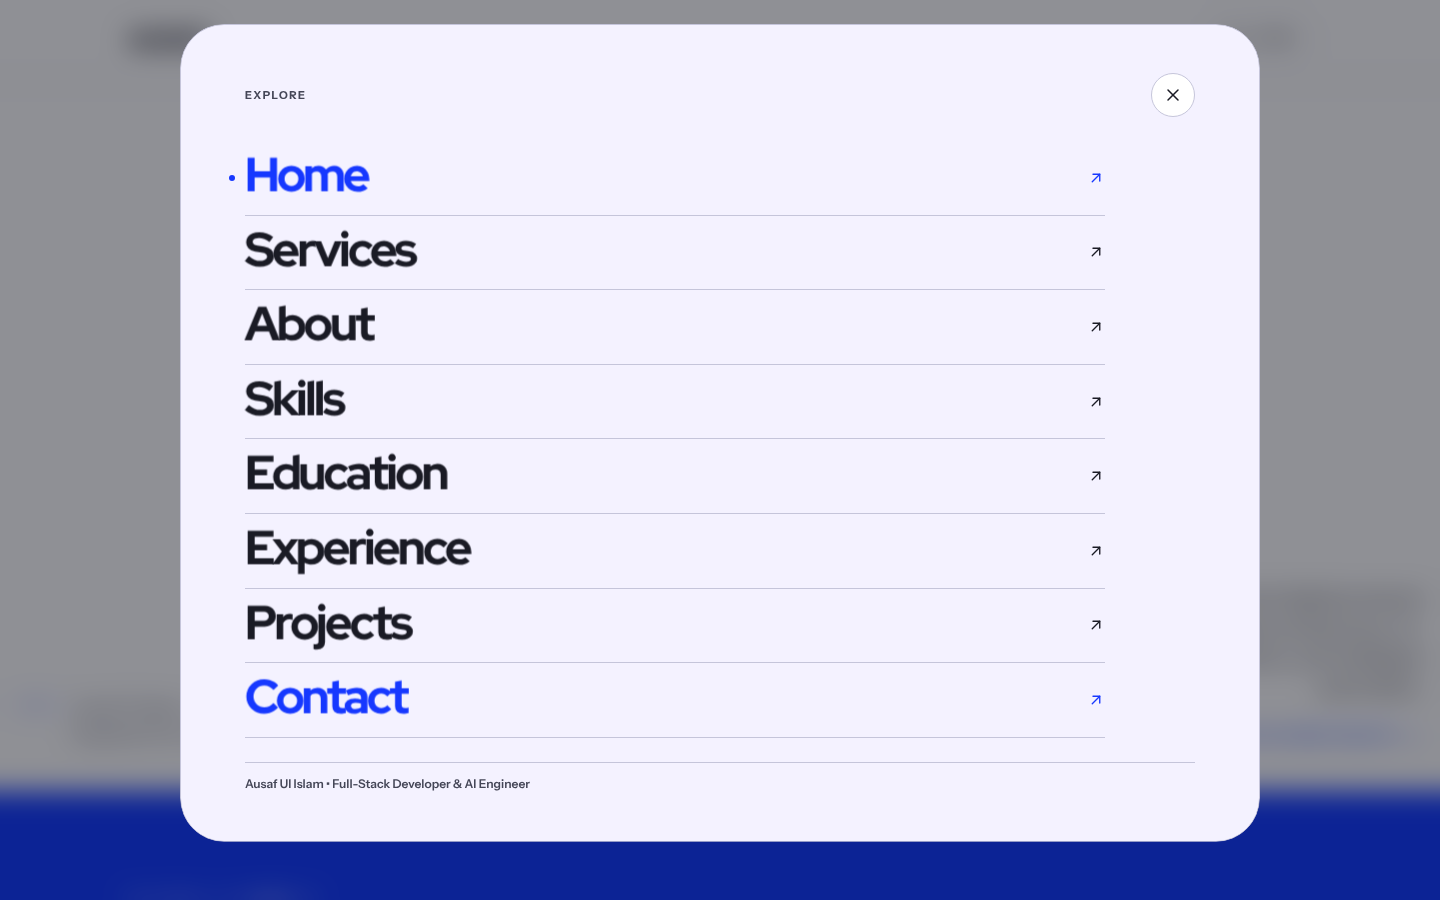 EXPLORE
Home
Services
About
Skills
Education
Experience
Projects
Contact
Ausaf Ul Islam • Full-Stack Developer & AI Engineer